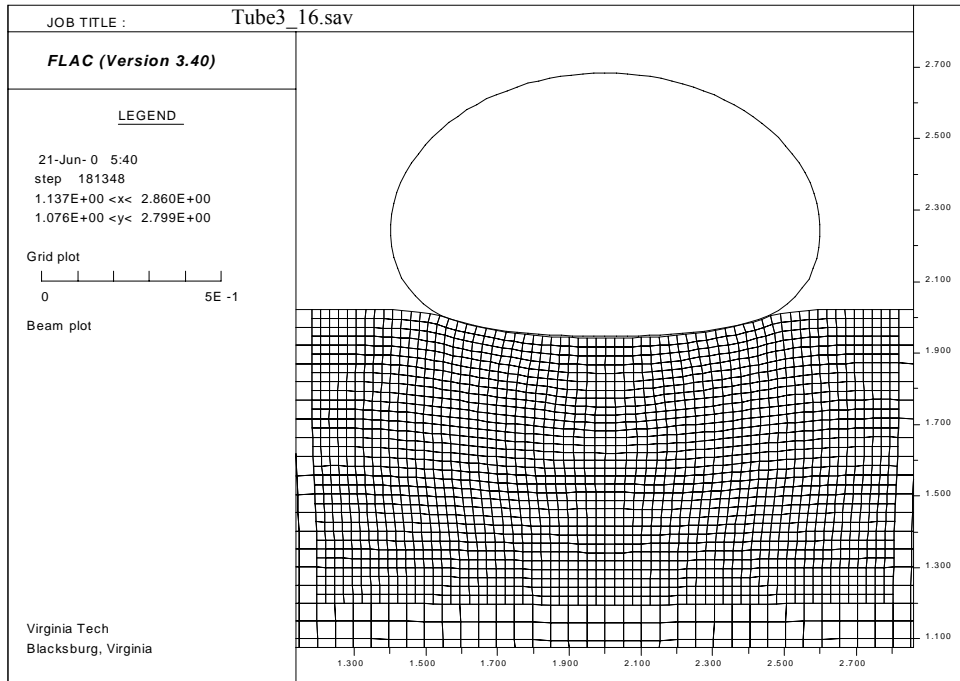 JOB TITLE : Tube3_16.sav
FLAC (Version 3.40)
LEGEND
21-Jun- 0 5:40
step 181348
1.137E+00 <x< 2.860E+00
1.076E+00 <y< 2.799E+00
Grid plot
0 5E -1
Beam plot
Virginia Tech
Blacksburg, Virginia
2.700
2.500
2.300
2.100
1.900
1.700
1.500
1.300
1.100
1.300 1.500 1.700 1.900 2.100 2.300 2.500 2.700